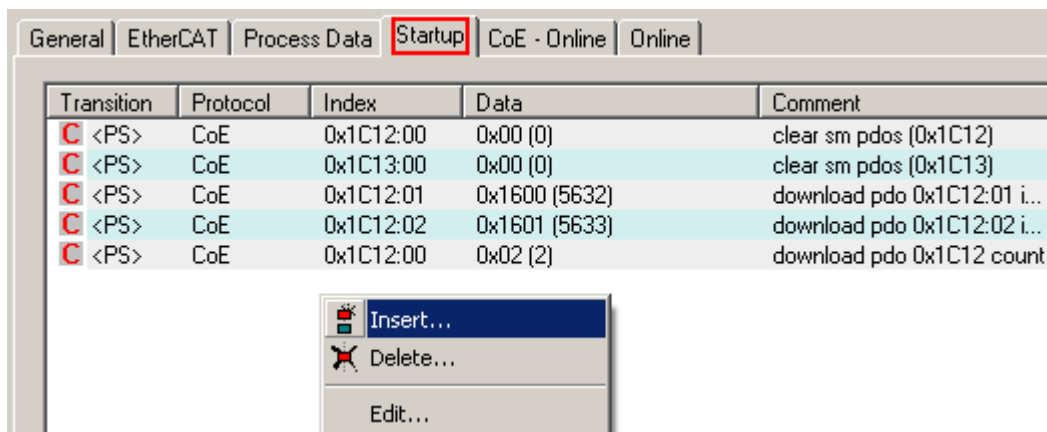 General EtherCAT Process Data Startup CoE - Online Online
Transition Protocol Index Data Comment
C <PS> CoE 0x1C12:00 0x00 (0) clear sm pdos (0x1C12)
C <PS> CoE 0x1C13:00 0x00 (0) clear sm pdos (0x1C13)
C <PS> CoE 0x1C12:01 0x1600 (5632) download pdo 0x1C12:01 i...
C <PS> CoE 0x1C12:02 0x1601 (5633) download pdo 0x1C12:02 i...
C <PS> CoE 0x1C12:00 0x02 (2) download pdo 0x1C12 count
Insert...
Delete...
Edit...